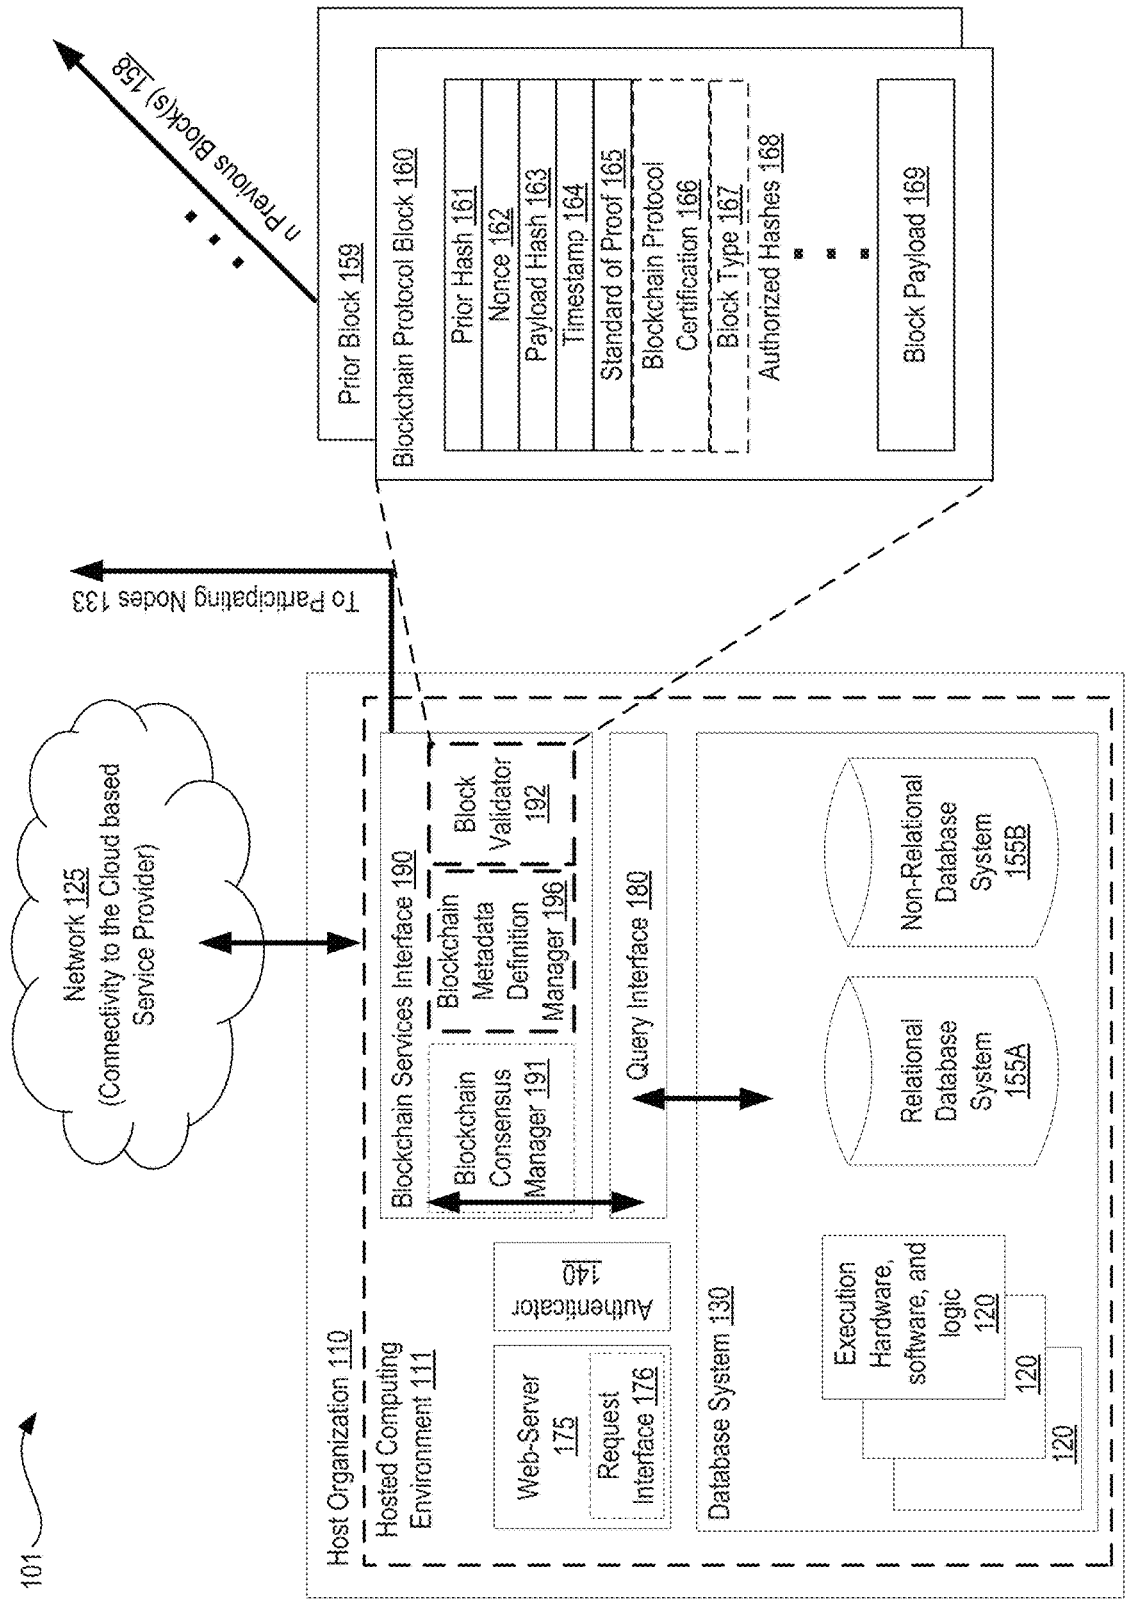 101
Network 125
(Connectivity to the Cloud based
Service Provider)
To Participating Nodes 133
n Previous Block(s) 158
Host Organization 110
Hosted Computing
Environment 111
Web-Server
175
Request
Interface 176
Authenticator
140
Blockchain Services Interface 190
Blockchain
Consensus
Manager 191
Blockchain
Metadata
Definition
Manager 196
Block
Validator
192
Query Interface 180
Database System 130
Execution
Hardware,
software, and
logic
120
120
120
Relational
Database
System
155A
Non-Relational
Database
System
155B
Prior Block 159
Blockchain Protocol Block 160
Prior Hash 161
Nonce 162
Payload Hash 163
Timestamp 164
Standard of Proof 165
Blockchain Protocol
Certification 166
Block Type 167
Authorized Hashes 168
Block Payload 169